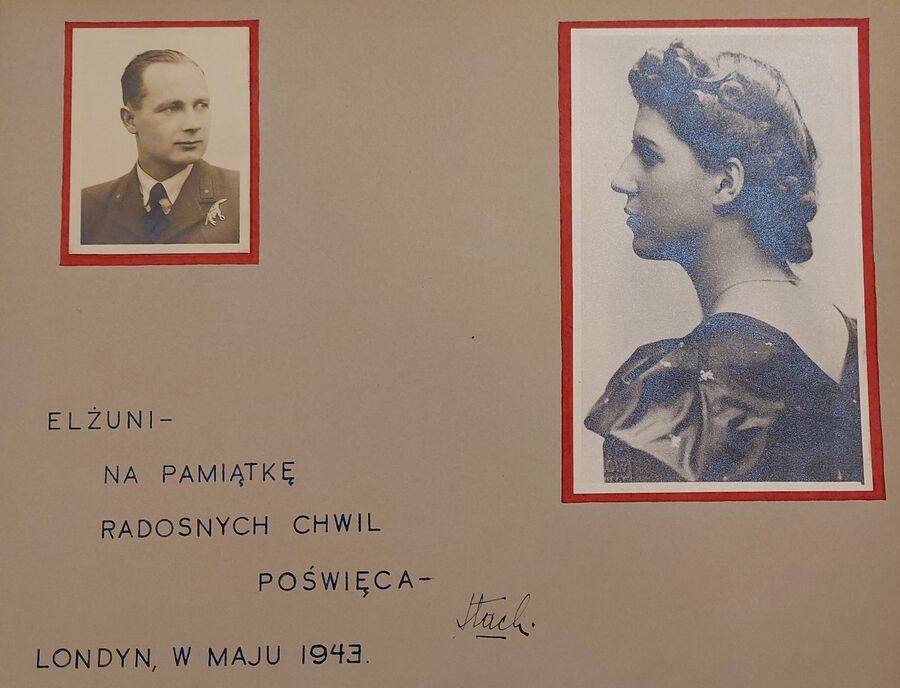 ELŻUNI–
NA PAMIĄTKĘ
RADOSNYCH CHWIL
POŚWIĘCA–
Stach.
LONDYN, W MAJU 1943.